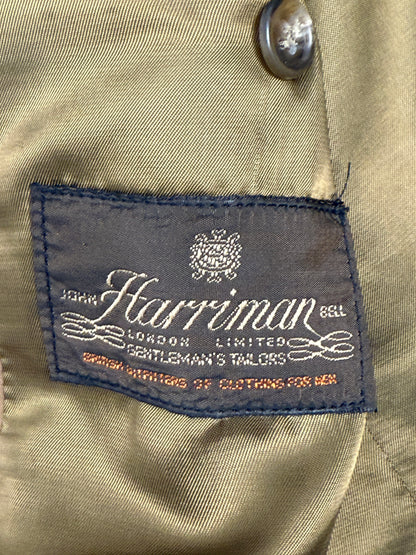 JOHN Harriman BELL
LONDON LIMITED
GENTLEMAN'S TAILORS
BRITISH OUTFITTERS OF CLOTHING FOR MEN